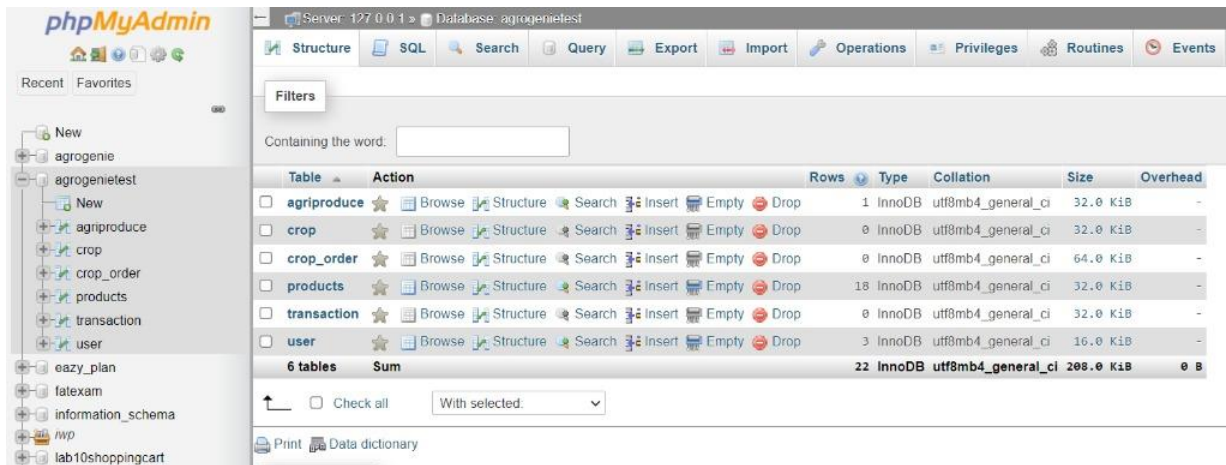 phpMyAdmin
Recent Favorites
New
agrogenie
agrogenietest
New
agriproduce
crop
crop_order
products
transaction
user
eazy_plan
fatexam
information_schema
iwp
lab10shoppingcart
Server: 127.0.0.1 » Database: agrogenietest
Structure SQL Search Query Export Import Operations Privileges Routines Events
Filters
Containing the word:
Table Action Rows Type Collation Size Overhead
agriproduce Browse Structure Search Insert Empty Drop 1 InnoDB utf8mb4_general_ci 32.0 KiB -
crop Browse Structure Search Insert Empty Drop 0 InnoDB utf8mb4_general_ci 32.0 KiB -
crop_order Browse Structure Search Insert Empty Drop 0 InnoDB utf8mb4_general_ci 64.0 KiB -
products Browse Structure Search Insert Empty Drop 18 InnoDB utf8mb4_general_ci 32.0 KiB -
transaction Browse Structure Search Insert Empty Drop 0 InnoDB utf8mb4_general_ci 32.0 KiB -
user Browse Structure Search Insert Empty Drop 3 InnoDB utf8mb4_general_ci 16.0 KiB -
6 tables Sum 22 InnoDB utf8mb4_general_ci 208.0 KiB 0 B
Check all With selected:
Print Data dictionary